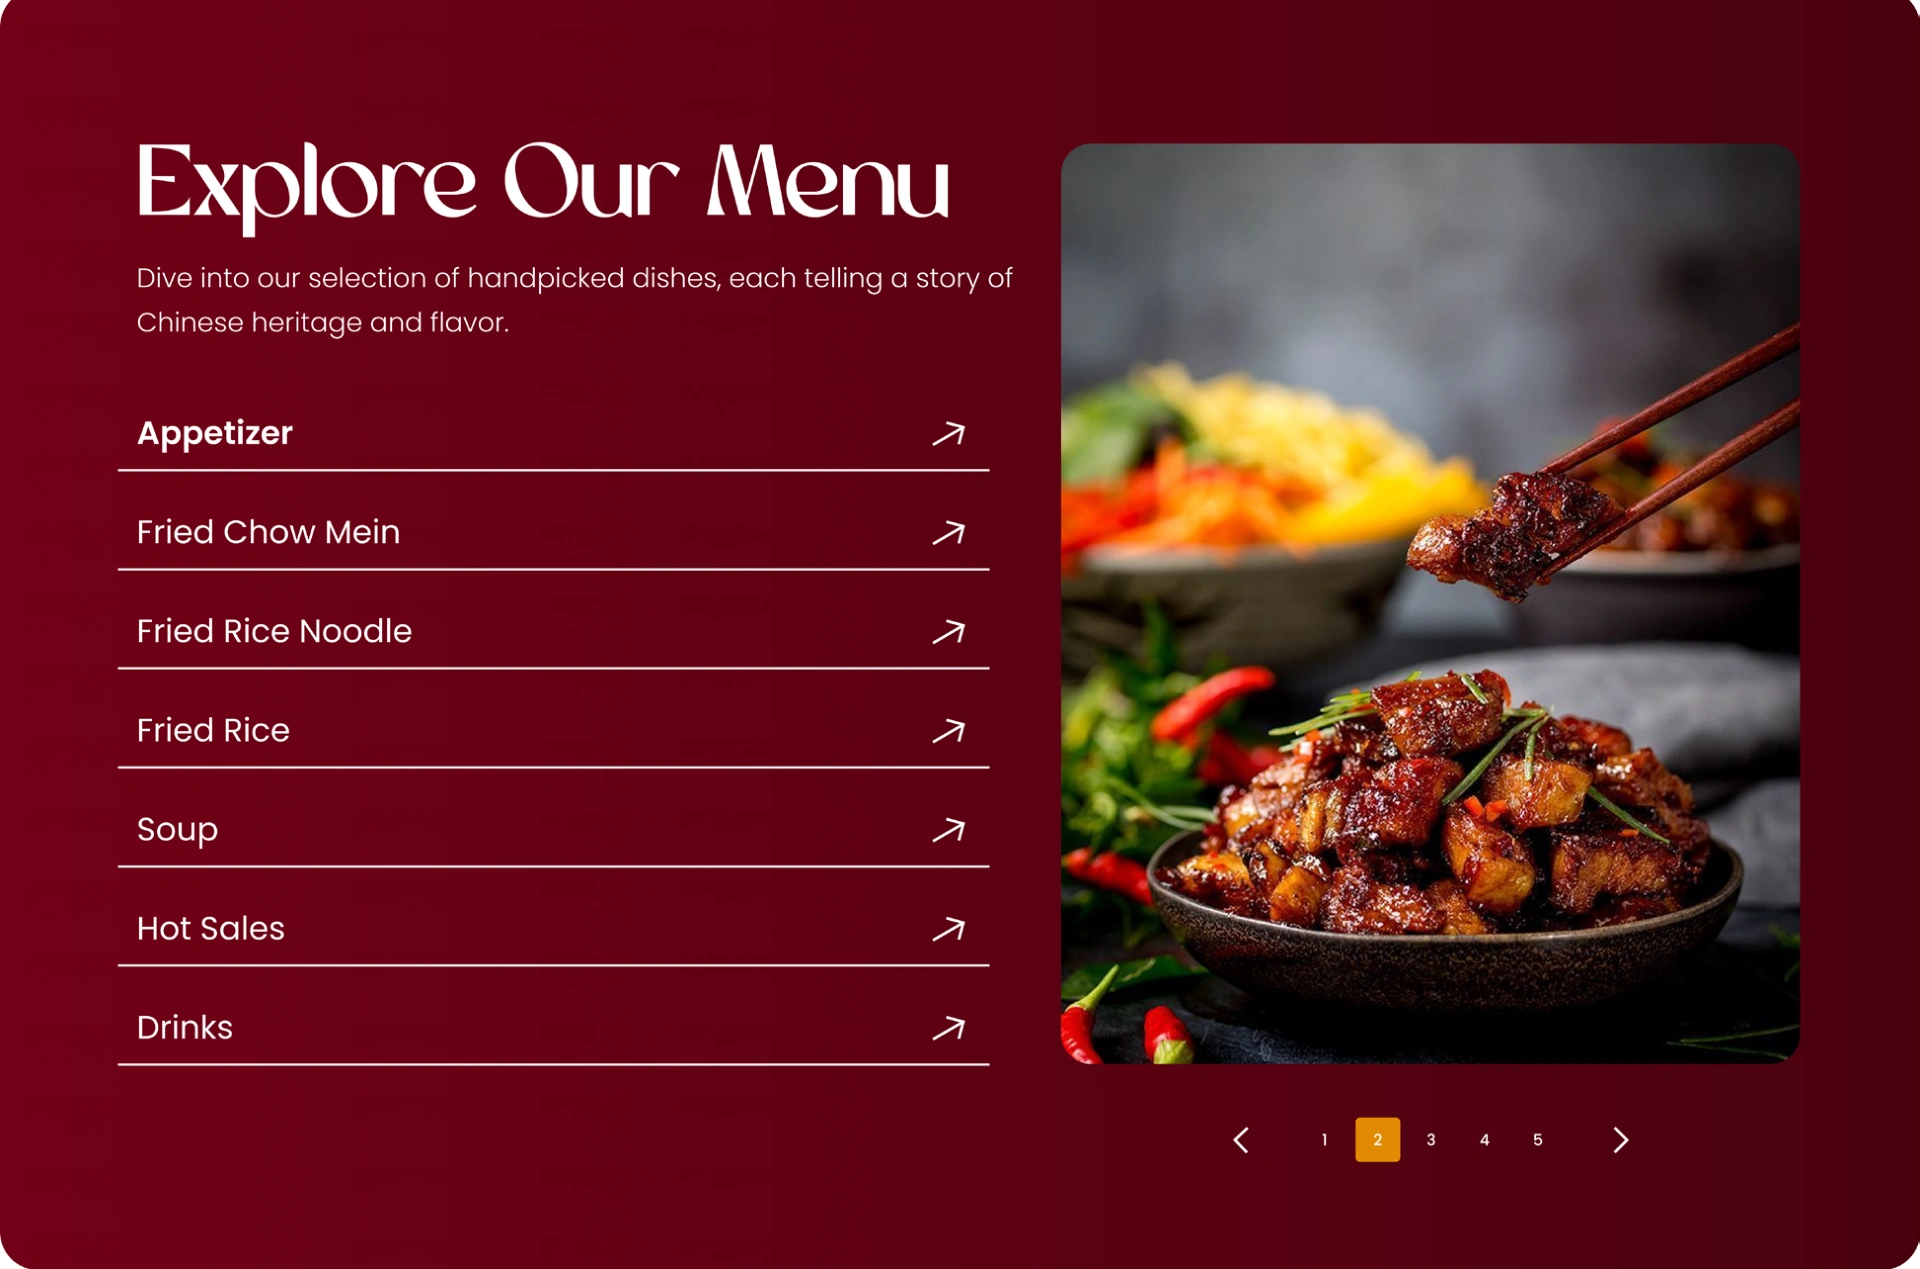 Explore Our Menu
Dive into our selection of handpicked dishes, each telling a story of
Chinese heritage and flavor.
Appetizer
Fried Chow Mein
Fried Rice Noodle
Fried Rice
Soup
Hot Sales
Drinks
1 2 3 4 5